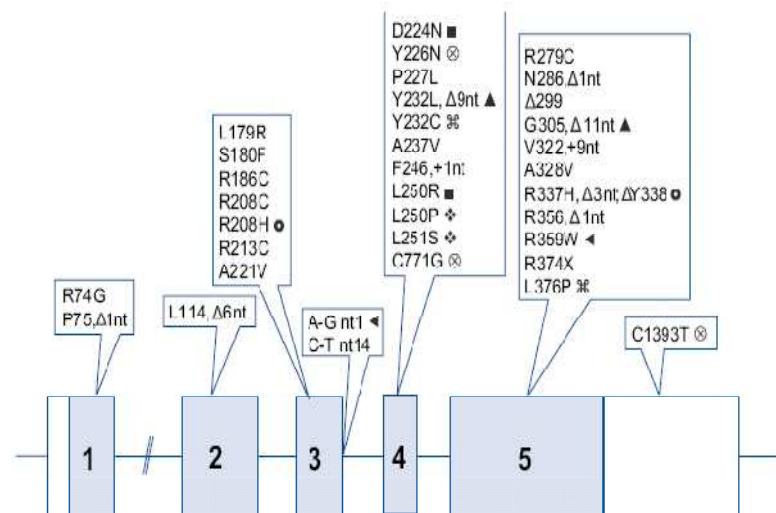 D224N ■
Y226N ⊗
P227L
Y232L, Δ9nt ▲
Y232C ⌘
A237V
F246,+1nt
L250R ■
L250P ❖
L251S ❖
C771G ⊗
R279C
N286,Δ1nt
Δ299
G305,Δ11nt ▲
V322,+9nt
A328V
R337H, Δ3nt; ΔY338 ✪
R356, Δ1nt
R359W ◄
R374X
L376P ⌘
L179R
S180F
R186C
R208C
R208H ✪
R213C
A221V
R74G
P75,Δ1nt
L114, Δ6nt
A-G nt1 ◄
C-T nt14
C1393T ⊗
1
//
2
3
4
5